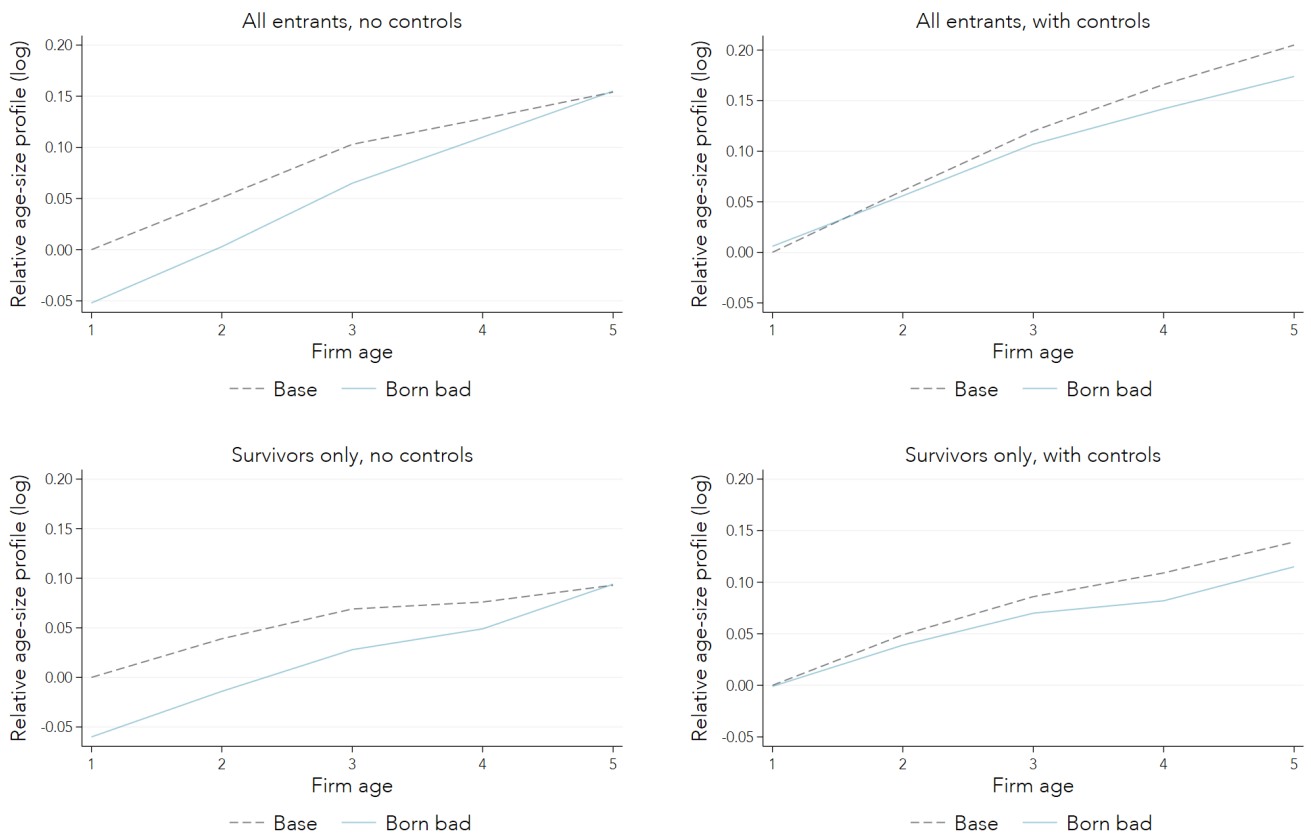 All entrants, no controls
Relative age-size profile (log)
0.20
0.15
0.10
0.05
0.00
-0.05
1 2 3 4 5
Firm age
Base Born bad
All entrants, with controls
Relative age-size profile (log)
0.20
0.15
0.10
0.05
0.00
-0.05
1 2 3 4 5
Firm age
Base Born bad
Survivors only, no controls
Relative age-size profile (log)
0.20
0.15
0.10
0.05
0.00
-0.05
1 2 3 4 5
Firm age
Base Born bad
Survivors only, with controls
Relative age-size profile (log)
0.20
0.15
0.10
0.05
0.00
-0.05
1 2 3 4 5
Firm age
Base Born bad